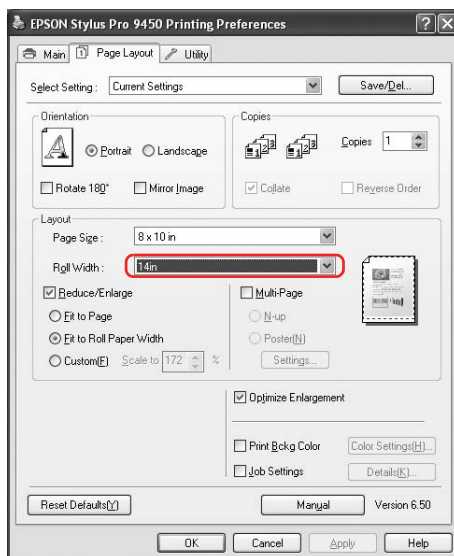 EPSON Stylus Pro 9450 Printing Preferences
Main Page Layout Utility
Select Setting : Current Settings Save/Del...
Orientation Copies
A Portrait Landscape Copies 1
Rotate 180° Mirror Image Collate Reverse Order
Layout
Page Size : 8 x 10 in
Roll Width : 14in
Reduce/Enlarge Multi-Page
Fit to Page N-up
Fit to Roll Paper Width Poster(N)
Custom(F) Scale to 172 % Settings...
Optimize Enlargement
Print Bckg Color Color Settings(H)...
Job Settings Details(K)...
Reset Defaults(Y) Manual Version 6.50
OK Cancel Apply Help